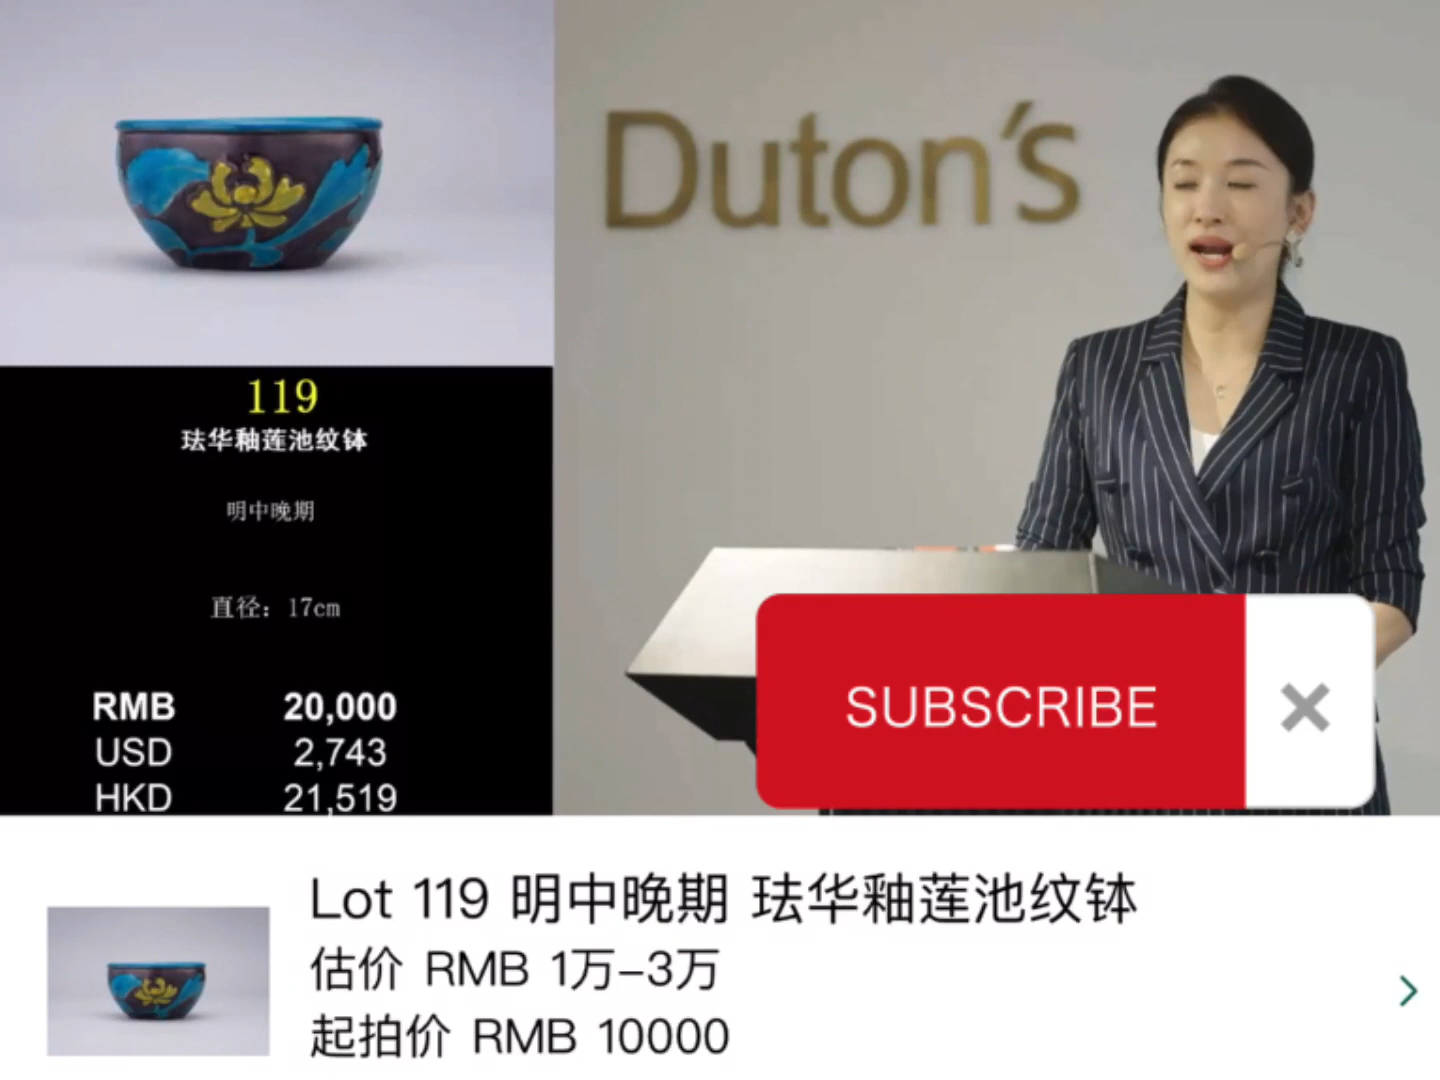 Duton's
119
珐华釉莲池纹钵
明中晚期
直径：17cm
RMB 20,000
USD 2,743
HKD 21,519
SUBSCRIBE
Lot 119 明中晚期 珐华釉莲池纹钵
估价 RMB 1万-3万
起拍价 RMB 10000